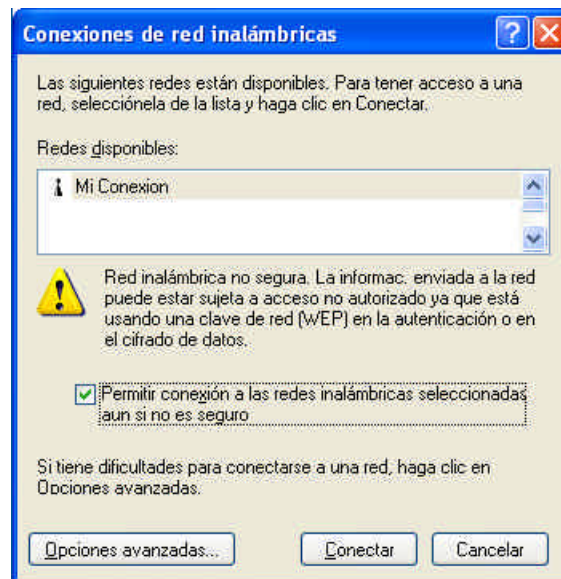 Conexiones de red inalámbricas
Las siguientes redes están disponibles. Para tener acceso a una
red, selecciónela de la lista y haga clic en Conectar.
Redes disponibles:
Mi Conexion
Red inalámbrica no segura. La informac. enviada a la red
puede estar sujeta a acceso no autorizado ya que está
usando una clave de red (WEP) en la autenticación o en
el cifrado de datos.
Permitir conexión a las redes inalámbricas seleccionadas
aun si no es seguro
Si tiene dificultades para conectarse a una red, haga clic en
Opciones avanzadas.
Opciones avanzadas... Conectar Cancelar